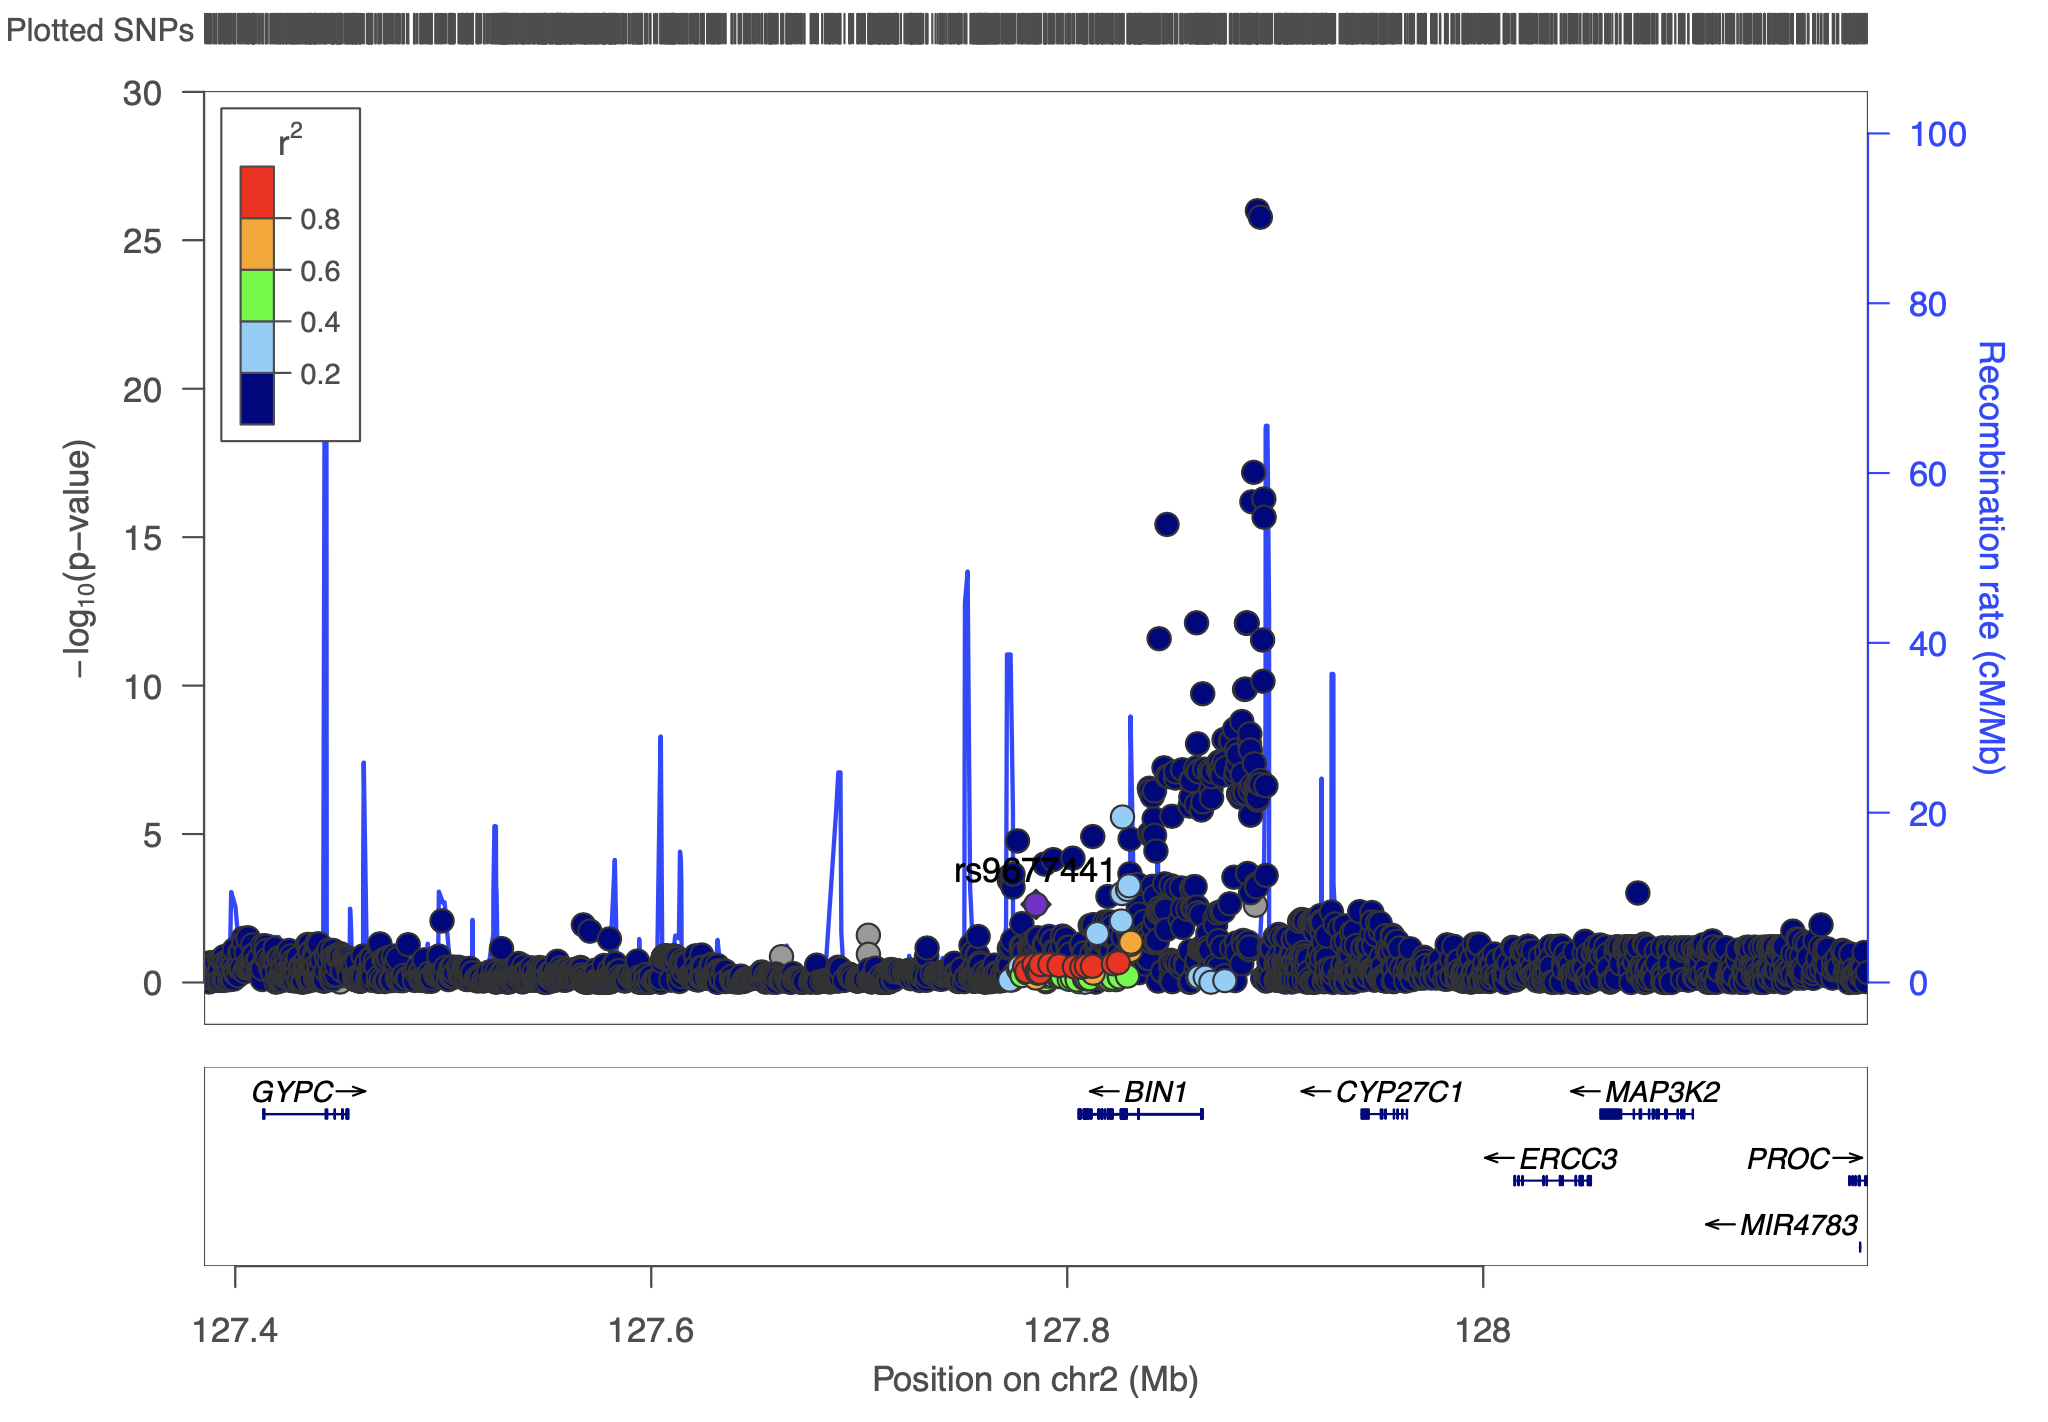 Plotted SNPs
30
25
20
15
10
5
0
−log10(p−value)
r2
0.8
0.6
0.4
0.2
100
80
60
40
20
0
Recombination rate (cM/Mb)
rs9677441
GYPC→
←BIN1
←CYP27C1
←MAP3K2
←ERCC3
PROC→
←MIR4783
127.4
127.6
127.8
128
Position on chr2 (Mb)